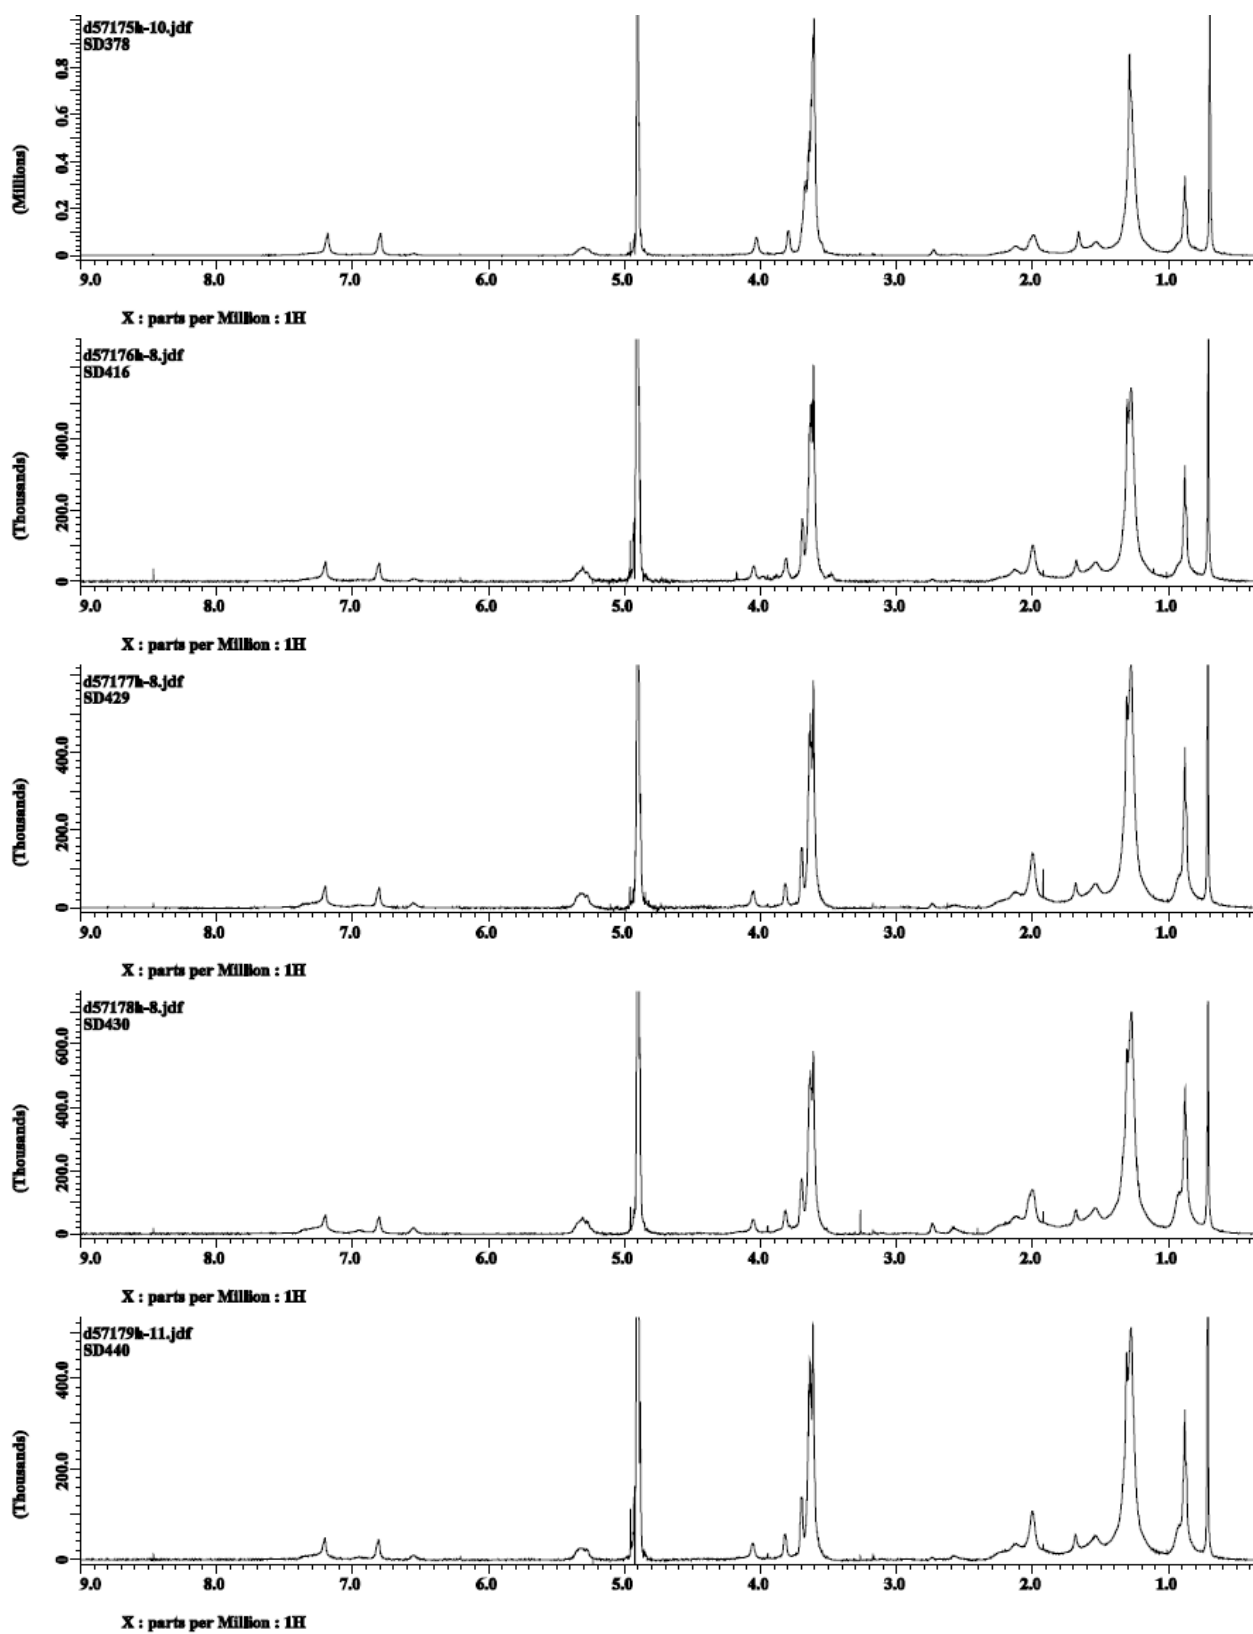 d57175h-10.jdf
SD378
(Millions)
0 0.2 0.4 0.6 0.8
9.0 8.0 7.0 6.0 5.0 4.0 3.0 2.0 1.0
X : parts per Million : 1H
d57176h-8.jdf
SD416
(Thousands)
0 200.0 400.0
9.0 8.0 7.0 6.0 5.0 4.0 3.0 2.0 1.0
X : parts per Million : 1H
d57177h-8.jdf
SD429
(Thousands)
0 200.0 400.0
9.0 8.0 7.0 6.0 5.0 4.0 3.0 2.0 1.0
X : parts per Million : 1H
d57178h-8.jdf
SD430
(Thousands)
0 200.0 400.0 600.0
9.0 8.0 7.0 6.0 5.0 4.0 3.0 2.0 1.0
X : parts per Million : 1H
d57179h-11.jdf
SD440
(Thousands)
0 200.0 400.0
9.0 8.0 7.0 6.0 5.0 4.0 3.0 2.0 1.0
X : parts per Million : 1H